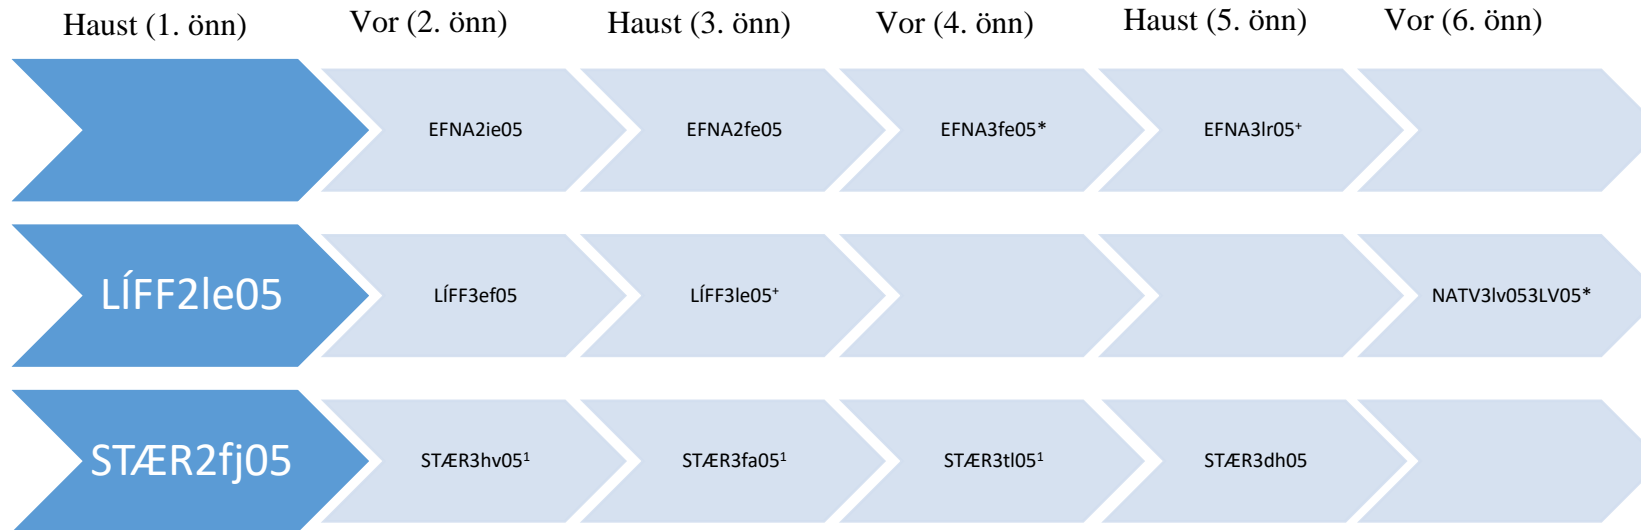 Haust (1. önn) Vor (2. önn) Haust (3. önn) Vor (4. önn) Haust (5. önn) Vor (6. önn)
EFNA2ie05 EFNA2fe05 EFNA3fe05* EFNA3lr05⁺
LÍFF2le05 LÍFF3ef05 LÍFF3le05⁺ NATV3lv053LV05*
STÆR2fj05 STÆR3hv05¹ STÆR3fa05¹ STÆR3tl05¹ STÆR3dh05